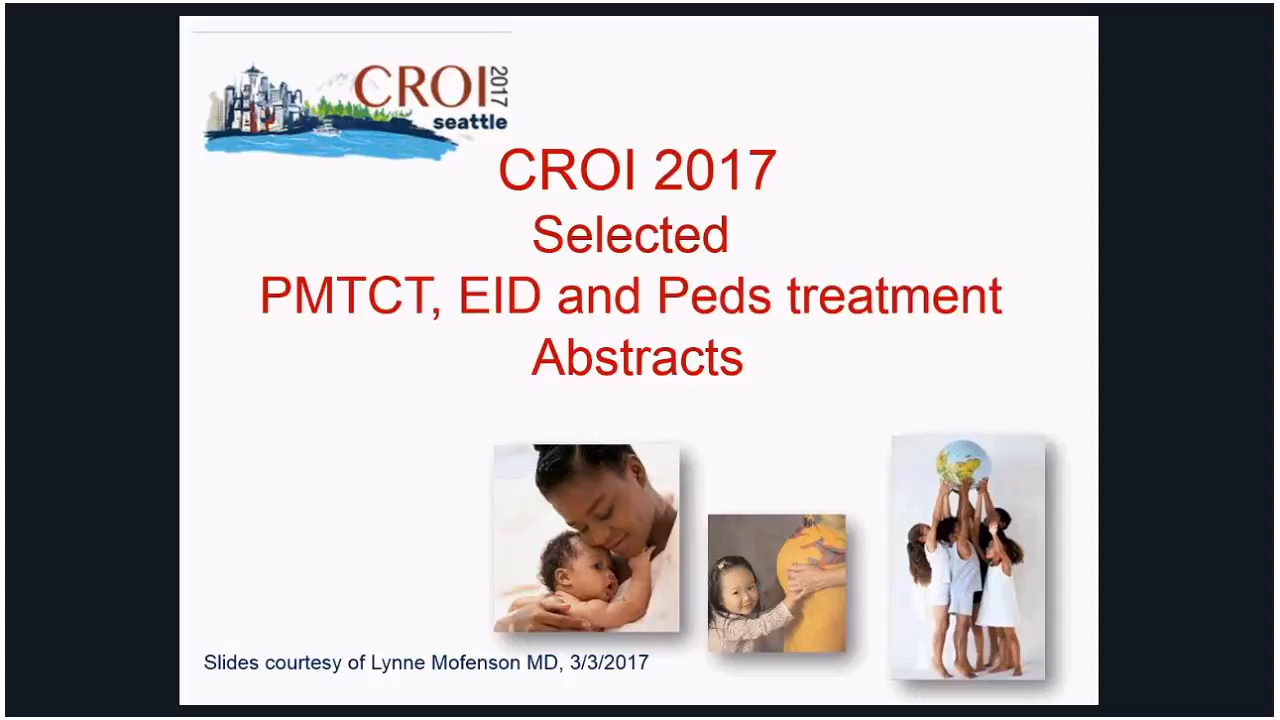 CROI 2017
seattle
CROI 2017
Selected
PMTCT, EID and Peds treatment
Abstracts
Slides courtesy of Lynne Mofenson MD, 3/3/2017